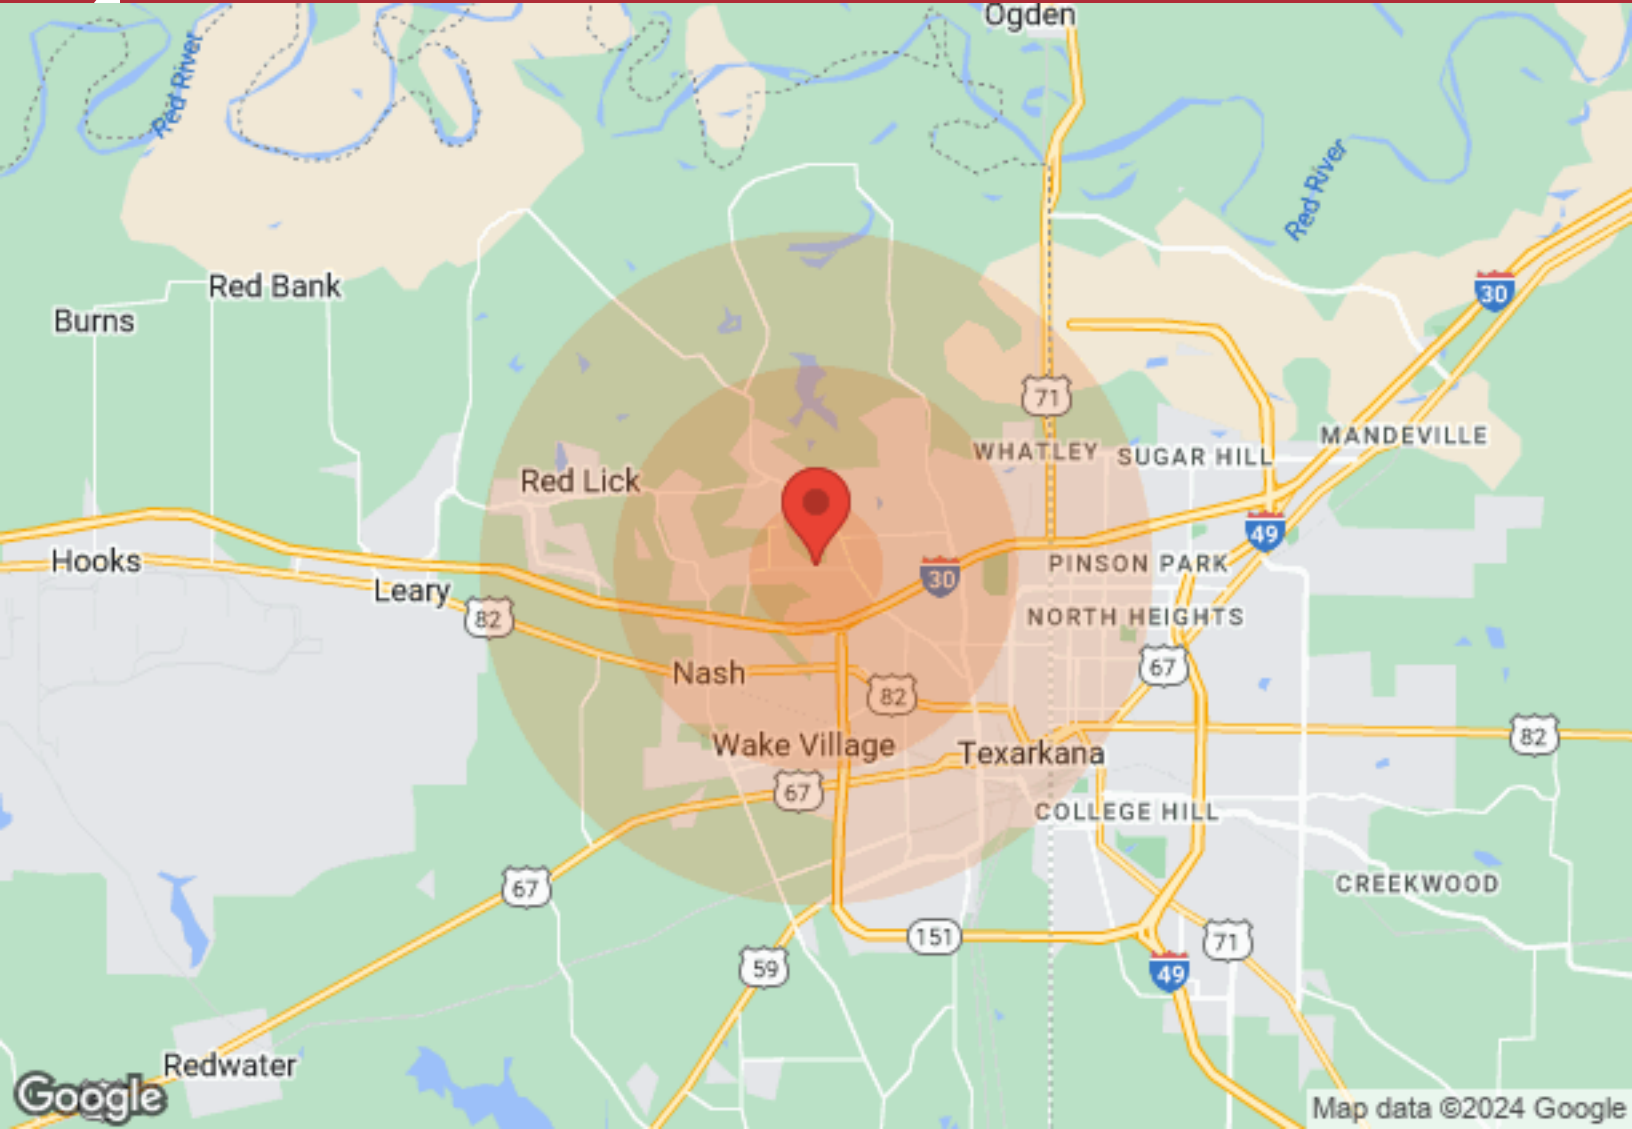 Ogden
Red River
Red River
Red Bank
30
Burns
71
MANDEVILLE
WHATLEY
SUGAR HILL
Red Lick
49
Hooks
PINSON PARK
30
Leary
82
NORTH HEIGHTS
67
Nash
82
82
Wake Village
Texarkana
67
COLLEGE HILL
67
CREEKWOOD
151
71
59
49
Redwater
Google
Map data ©2024 Google